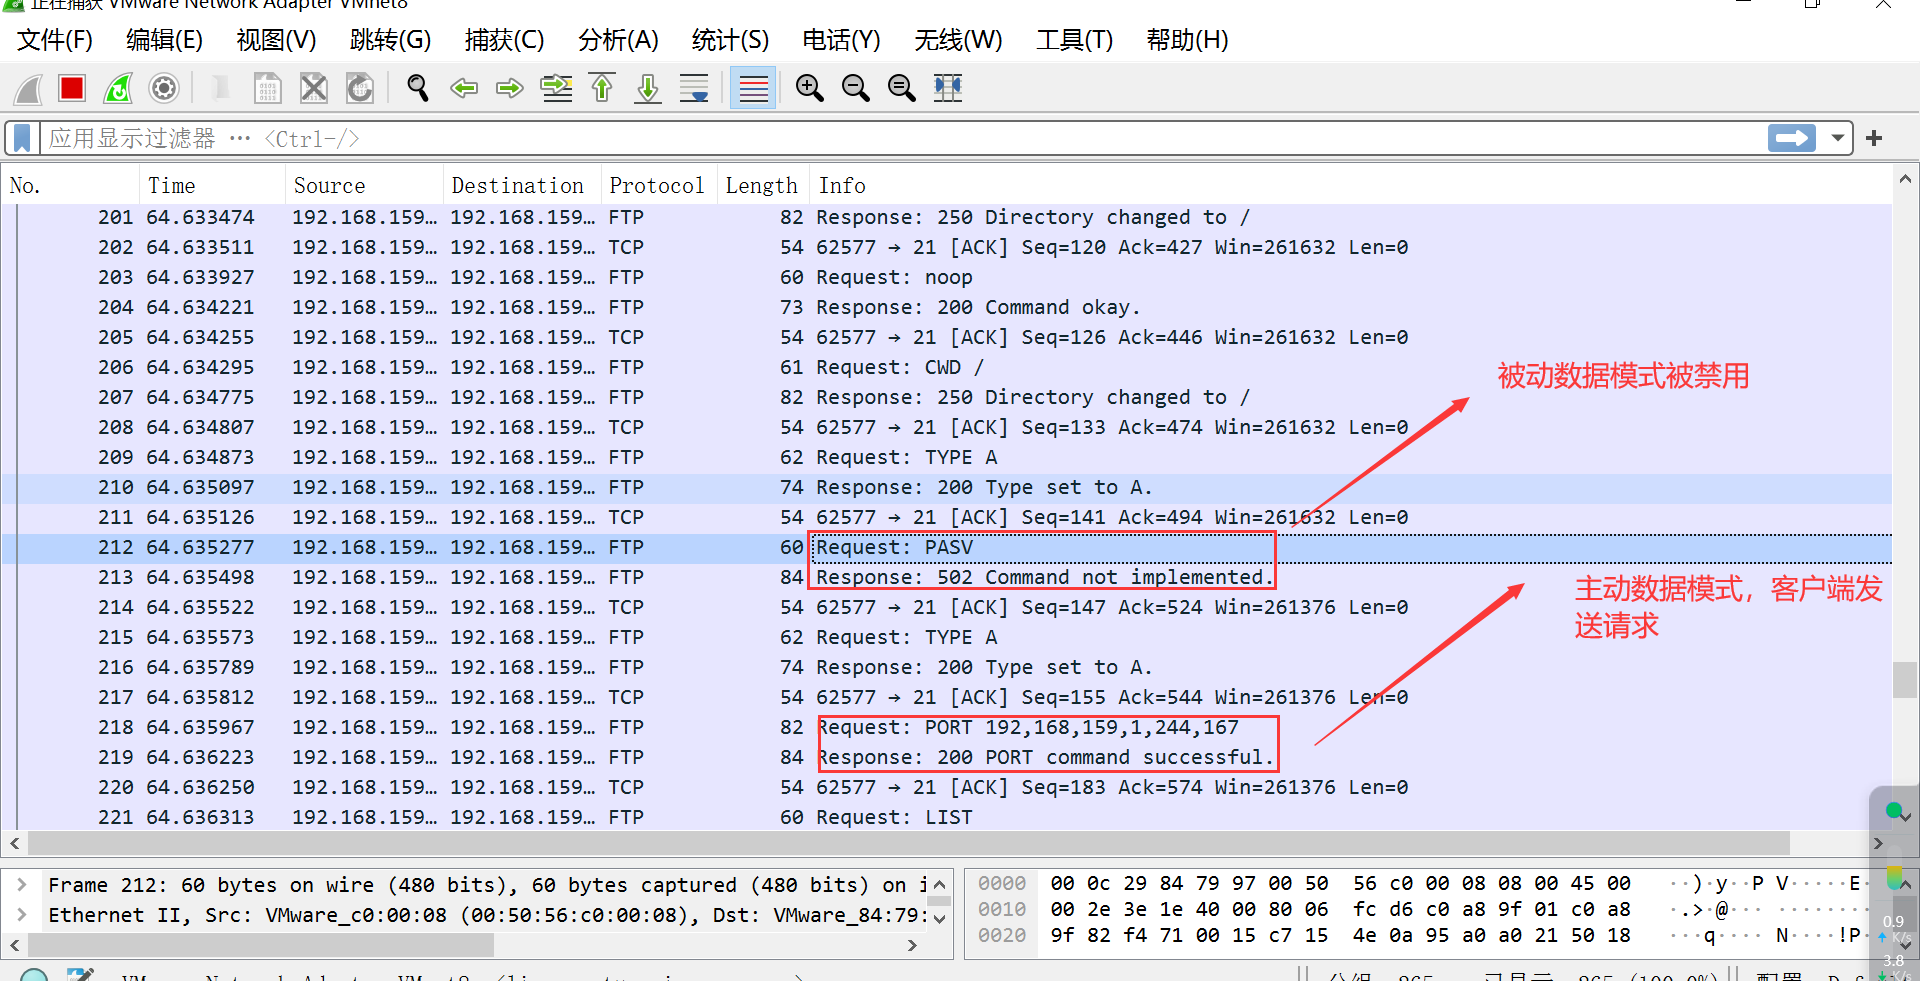 正在捕获 VMware Network Adapter VMnet8
文件(F) 编辑(E) 视图(V) 跳转(G) 捕获(C) 分析(A) 统计(S) 电话(Y) 无线(W) 工具(T) 帮助(H)
应用显示过滤器 … <Ctrl-/>
No. Time Source Destination Protocol Length Info
201 64.633474 192.168.159… 192.168.159… FTP 82 Response: 250 Directory changed to /
202 64.633511 192.168.159… 192.168.159… TCP 54 62577 → 21 [ACK] Seq=120 Ack=427 Win=261632 Len=0
203 64.633927 192.168.159… 192.168.159… FTP 60 Request: noop
204 64.634221 192.168.159… 192.168.159… FTP 73 Response: 200 Command okay.
205 64.634255 192.168.159… 192.168.159… TCP 54 62577 → 21 [ACK] Seq=126 Ack=446 Win=261632 Len=0
206 64.634295 192.168.159… 192.168.159… FTP 61 Request: CWD /
207 64.634775 192.168.159… 192.168.159… FTP 82 Response: 250 Directory changed to /
208 64.634807 192.168.159… 192.168.159… TCP 54 62577 → 21 [ACK] Seq=133 Ack=474 Win=261632 Len=0
209 64.634873 192.168.159… 192.168.159… FTP 62 Request: TYPE A
210 64.635097 192.168.159… 192.168.159… FTP 74 Response: 200 Type set to A.
211 64.635126 192.168.159… 192.168.159… TCP 54 62577 → 21 [ACK] Seq=141 Ack=494 Win=261632 Len=0
212 64.635277 192.168.159… 192.168.159… FTP 60 Request: PASV
213 64.635498 192.168.159… 192.168.159… FTP 84 Response: 502 Command not implemented.
214 64.635522 192.168.159… 192.168.159… TCP 54 62577 → 21 [ACK] Seq=147 Ack=524 Win=261376 Len=0
215 64.635573 192.168.159… 192.168.159… FTP 62 Request: TYPE A
216 64.635789 192.168.159… 192.168.159… FTP 74 Response: 200 Type set to A.
217 64.635812 192.168.159… 192.168.159… TCP 54 62577 → 21 [ACK] Seq=155 Ack=544 Win=261376 Len=0
218 64.635967 192.168.159… 192.168.159… FTP 82 Request: PORT 192,168,159,1,244,167
219 64.636223 192.168.159… 192.168.159… FTP 84 Response: 200 PORT command successful.
220 64.636250 192.168.159… 192.168.159… TCP 54 62577 → 21 [ACK] Seq=183 Ack=574 Win=261376 Len=0
221 64.636313 192.168.159… 192.168.159… FTP 60 Request: LIST
被动数据模式被禁用
主动数据模式，客户端发
送请求
Frame 212: 60 bytes on wire (480 bits), 60 bytes captured (480 bits) on i
Ethernet II, Src: VMware_c0:00:08 (00:50:56:c0:00:08), Dst: VMware_84:79:
0000 00 0c 29 84 79 97 00 50 56 c0 00 08 08 00 45 00 ··)·y··P V·····E·
0010 00 2e 3e 1e 40 00 80 06 fc d6 c0 a8 9f 01 c0 a8 ·.>·@··· ········
0020 9f 82 f4 71 00 15 c7 15 4e 0a 95 a0 a0 21 50 18 ···q···· N····!P·
0.9
K/s
3.8
K/s